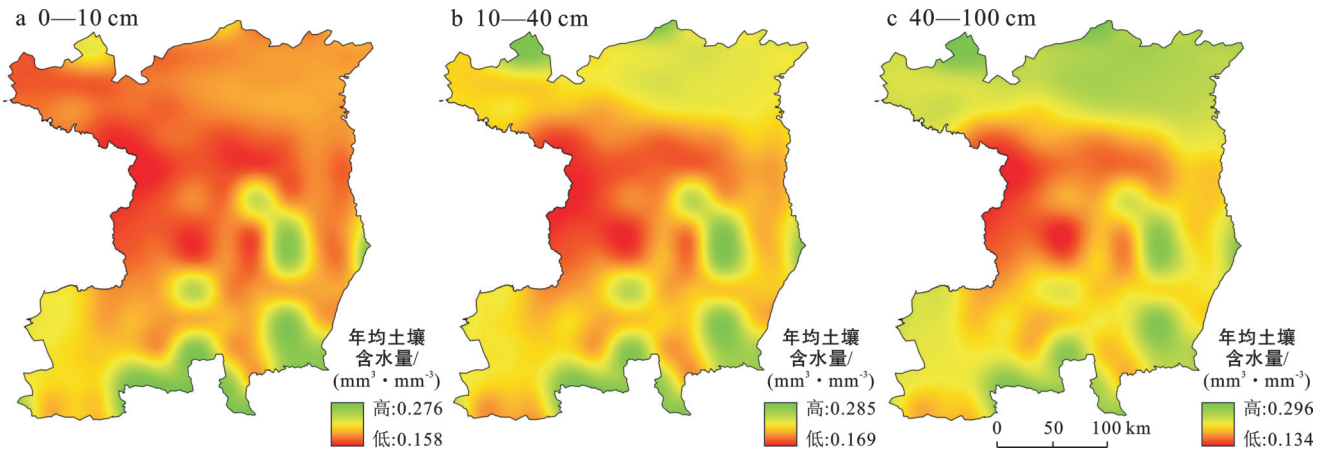 a 0—10 cm
b 10—40 cm
c 40—100 cm
年均土壤
含水量/
(mm³·mm⁻³)
高:0.276
低:0.158
年均土壤
含水量/
(mm³·mm⁻³)
高:0.285
低:0.169
年均土壤
含水量/
(mm³·mm⁻³)
高:0.296
低:0.134
0 50 100 km